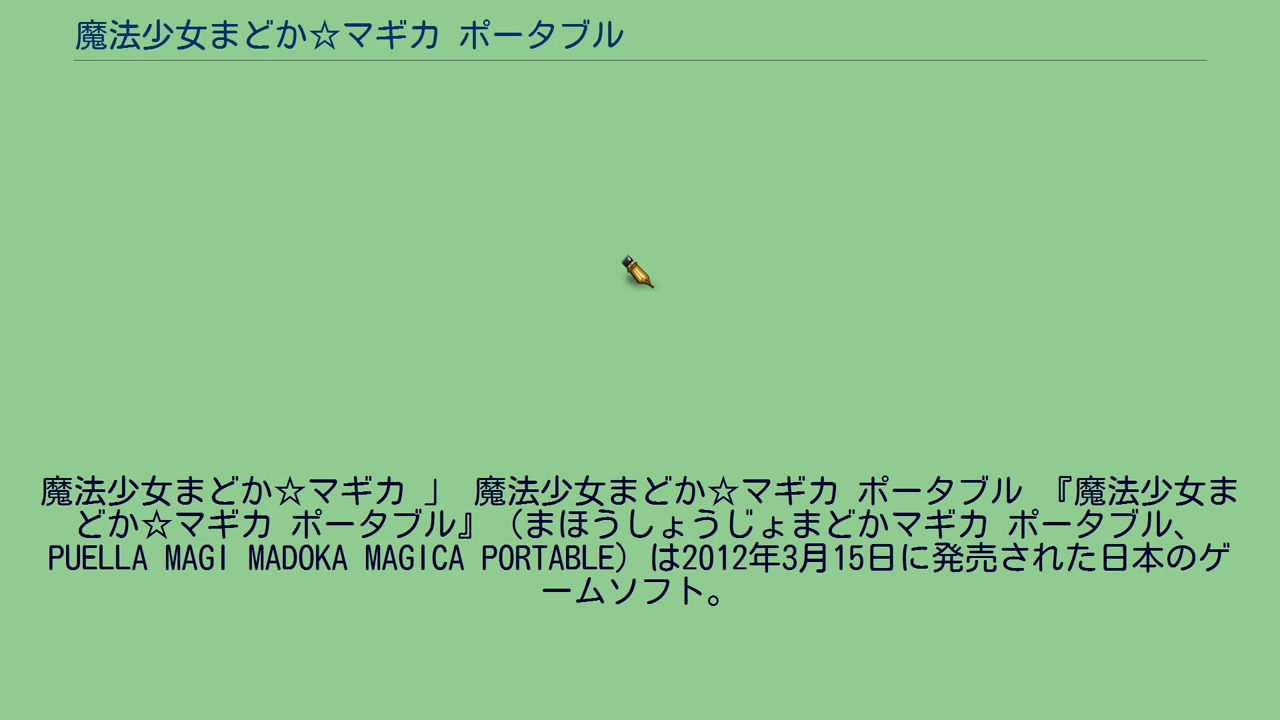 魔法少女まどか☆マギカ ポータブル
魔法少女まどか☆マギカ 」 魔法少女まどか☆マギカ ポータブル 『魔法少女ま
どか☆マギカ ポータブル』（まほうしょうじょまどかマギカ ポータブル、
PUELLA MAGI MADOKA MAGICA PORTABLE）は2012年3月15日に発売された日本のゲ
ームソフト。